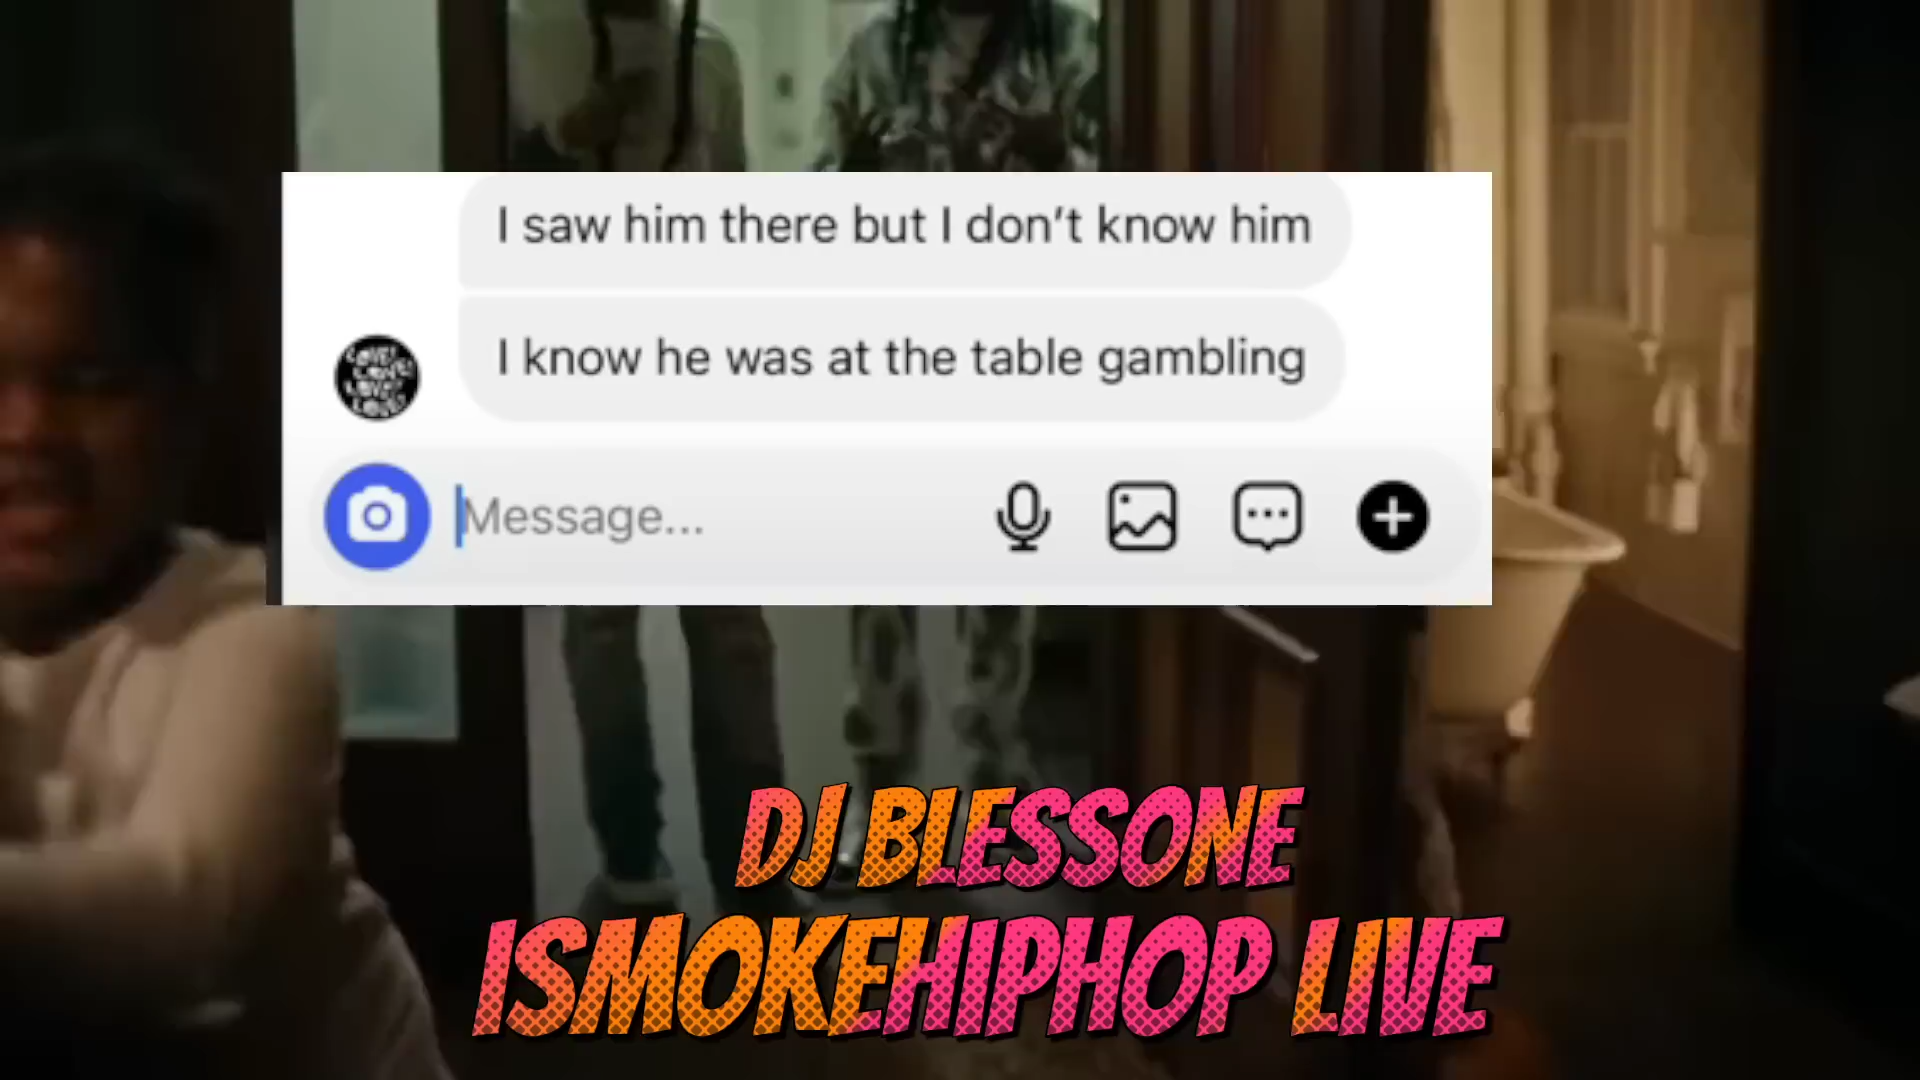 I saw him there but I don't know him
I know he was at the table gambling
Message...
DJ BLESSONE
ISMOKEHIPHOP LIVE